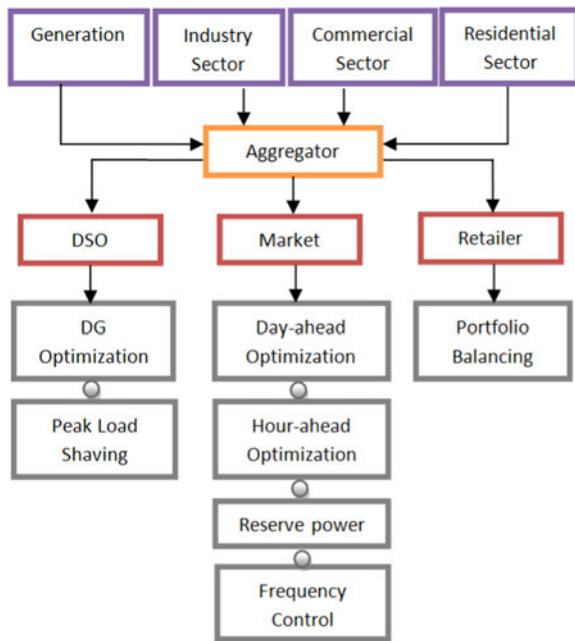 Generation
Industry
Sector
Commercial
Sector
Residential
Sector
Aggregator
DSO
Market
Retailer
DG
Optimization
Day-ahead
Optimization
Portfolio
Balancing
Peak Load
Shaving
Hour-ahead
Optimization
Reserve power
Frequency
Control